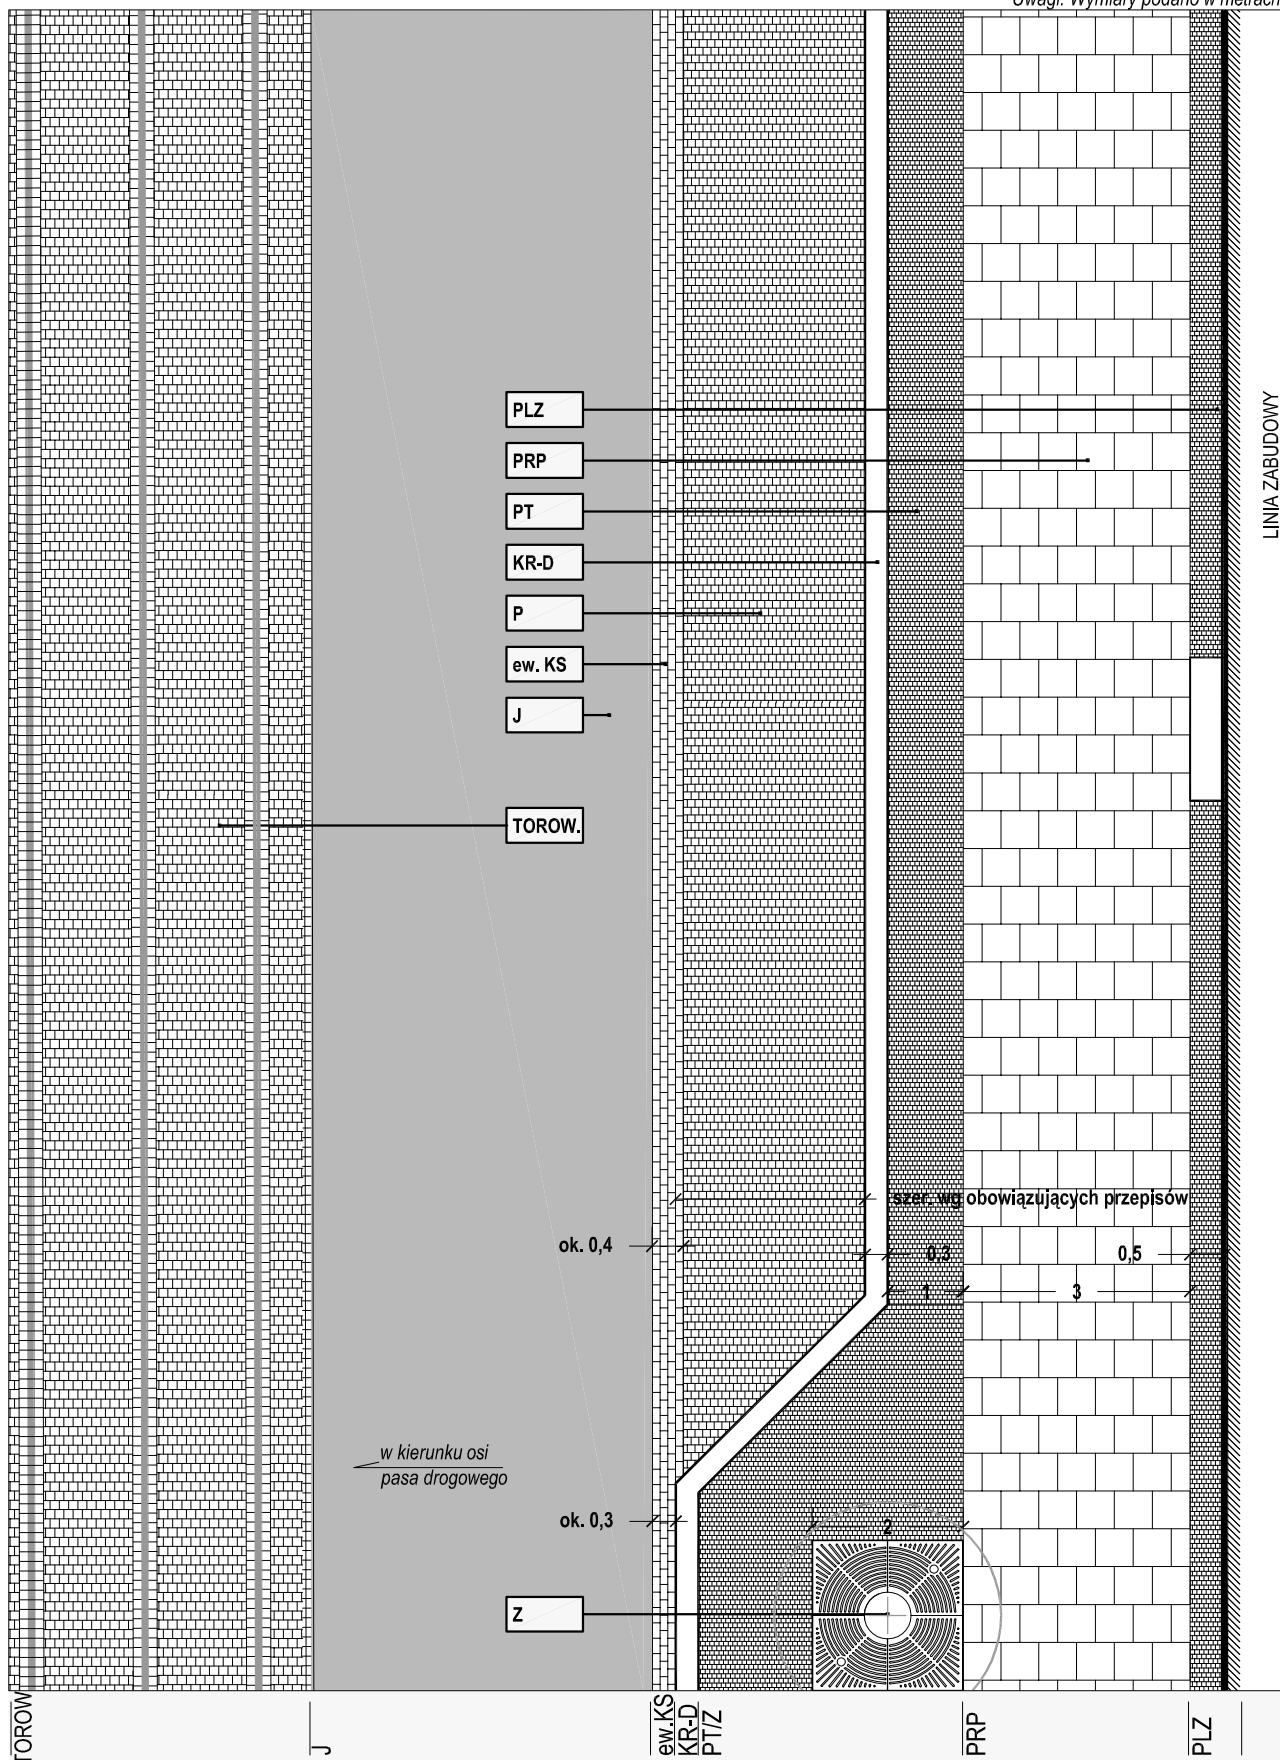 Uwagi: Wymiary podano w metrach
PLZ
PRP
PT
KR-D
P
ew. KS
J
TOROW.
LINIA ZABUDOWY
szer. wg obowiązujących przepisów
ok. 0,4
0,3
0,5
1
3
w kierunku osi
pasa drogowego
ok. 0,3
2
Z
TOROW
J
ew.KS
KR-D
PT/Z
PRP
PLZ